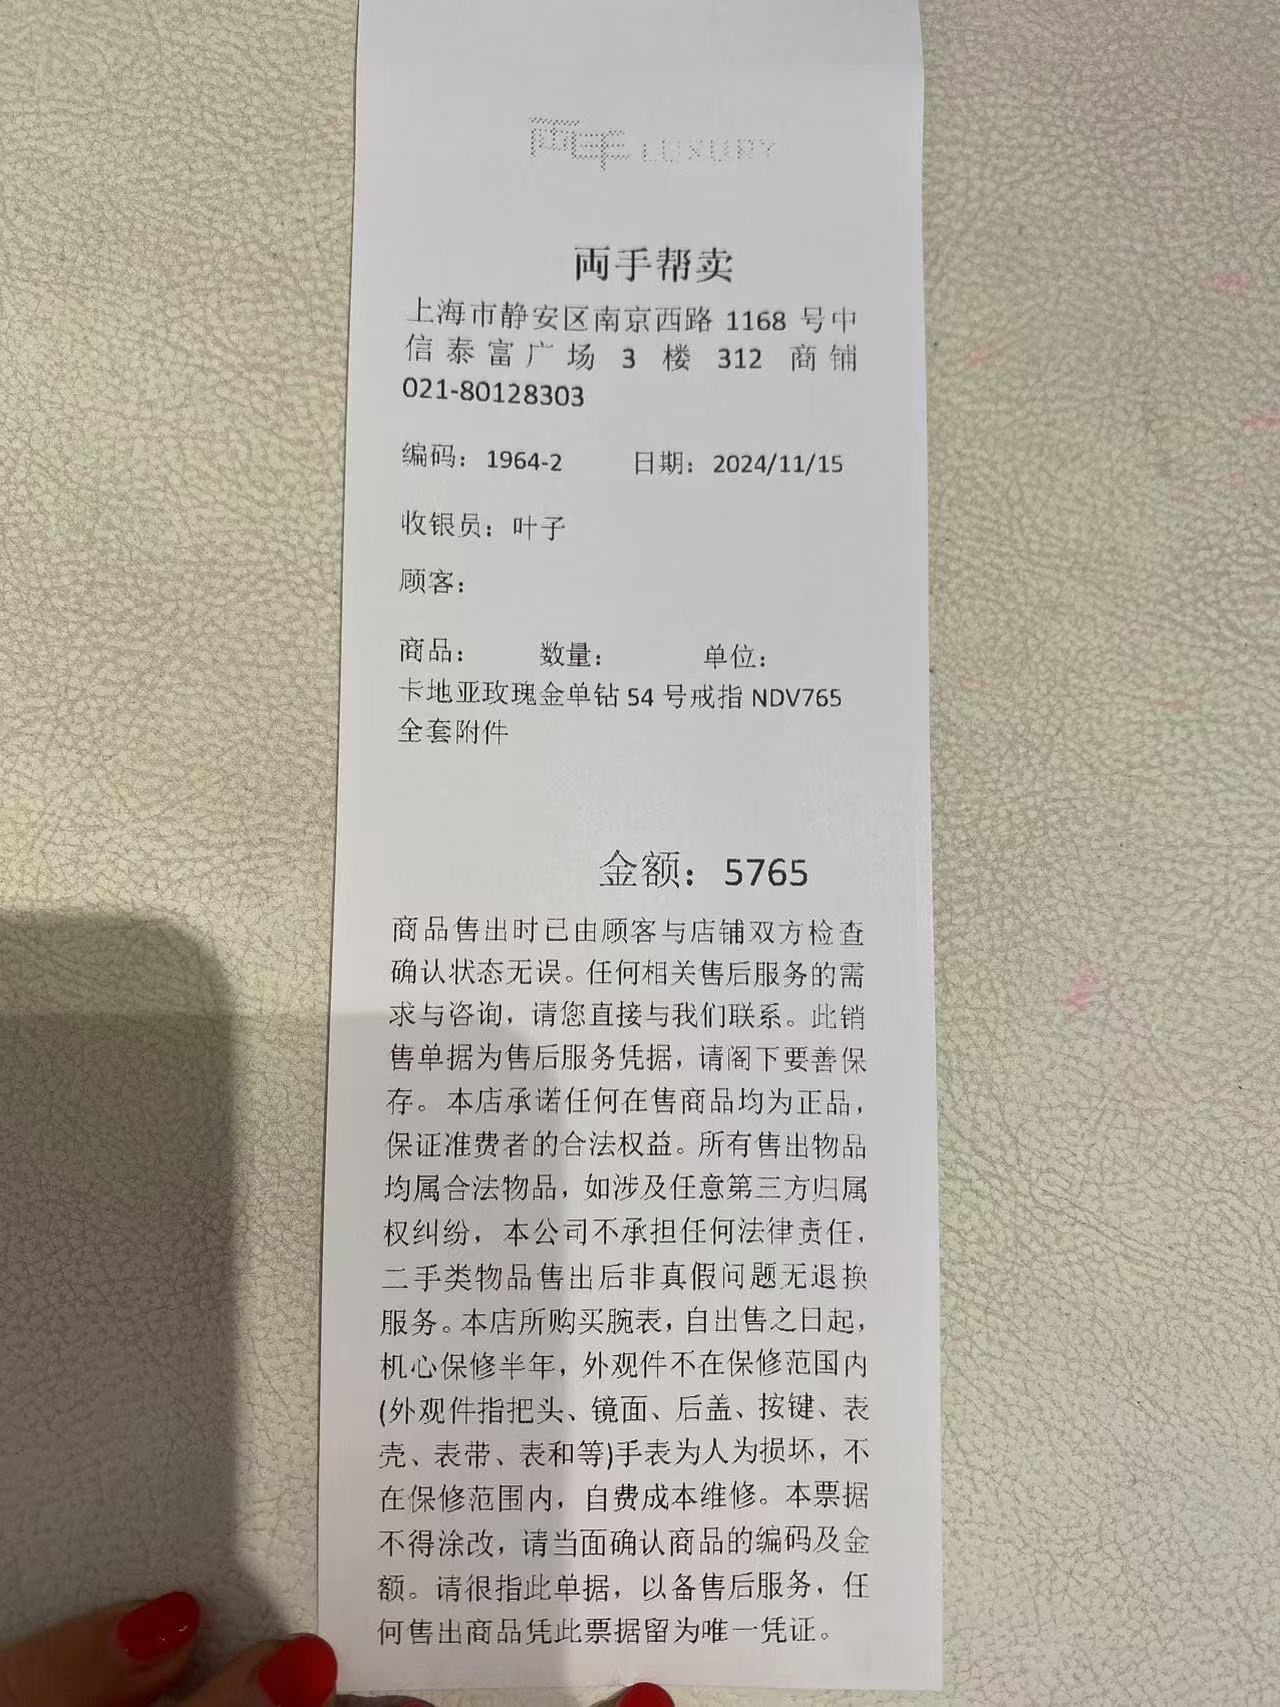 両手 LUXURY
両手帮卖
上海市静安区南京西路 1168 号中
信泰富广场 3 楼 312 商铺
021-80128303
编码：1964-2 日期：2024/11/15
收银员：叶子
顾客：
商品： 数量： 单位：
卡地亚玫瑰金单钻 54 号戒指 NDV765
全套附件
金额：5765
商品售出时已由顾客与店铺双方检查
确认状态无误。任何相关售后服务的需
求与咨询，请您直接与我们联系。此销
售单据为售后服务凭据，请阁下要善保
存。本店承诺任何在售商品均为正品，
保证准费者的合法权益。所有售出物品
均属合法物品，如涉及任意第三方归属
权纠纷，本公司不承担任何法律责任，
二手类物品售出后非真假问题无退换
服务。本店所购买腕表，自出售之日起，
机心保修半年，外观件不在保修范围内
(外观件指把头、镜面、后盖、按键、表
壳、表带、表和等)手表为人为损坏，不
在保修范围内，自费成本维修。本票据
不得涂改，请当面确认商品的编码及金
额。请很指此单据，以备售后服务，任
何售出商品凭此票据留为唯一凭证。